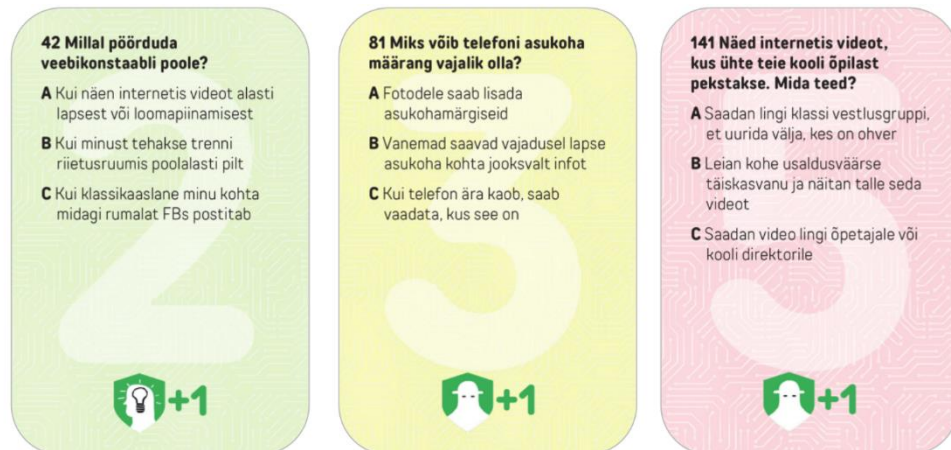 42 Millal pöörduda
veebikonstaabli poole?
A Kui näen internetis videot alasti
lapsest või loomapiinamisest
B Kui minust tehakse trenni
riietusruumis poolalasti pilt
C Kui klassikaaslane minu kohta
midagi rumalat FBs postitab
2
+1
81 Miks võib telefoni asukoha
määrang vajalik olla?
A Fotodele saab lisada
asukohamärgiseid
B Vanemad saavad vajadusel lapse
asukoha kohta jooksvalt infot
C Kui telefon ära kaob, saab
vaadata, kus see on
3
+1
141 Näed internetis videot,
kus ühte teie kooli õpilast
pekstakse. Mida teed?
A Saadan lingi klassi vestlusgruppi,
et uurida välja, kes on ohver
B Leian kohe usaldusväärse
täiskasvanu ja näitan talle seda
videot
C Saadan video lingi õpetajale või
kooli direktorile
5
+1